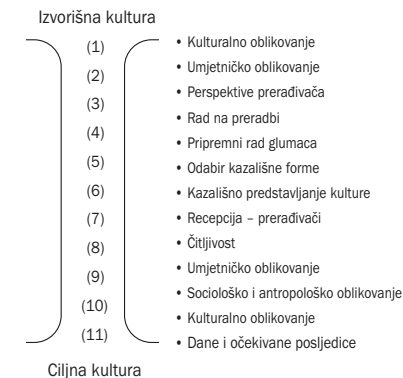 Izvorišna kultura
(1)
(2)
(3)
(4)
(5)
(6)
(7)
(8)
(9)
(10)
(11)
• Kulturalno oblikovanje
• Umjetničko oblikovanje
• Perspektive prerađivača
• Rad na preradbi
• Pripremni rad glumaca
• Odabir kazališne forme
• Kazališno predstavljanje kulture
• Recepcija – prerađivači
• Čitljivost
• Umjetničko oblikovanje
• Sociološko i antropološko oblikovanje
• Kulturalno oblikovanje
• Dane i očekivane posljedice
Ciljna kultura